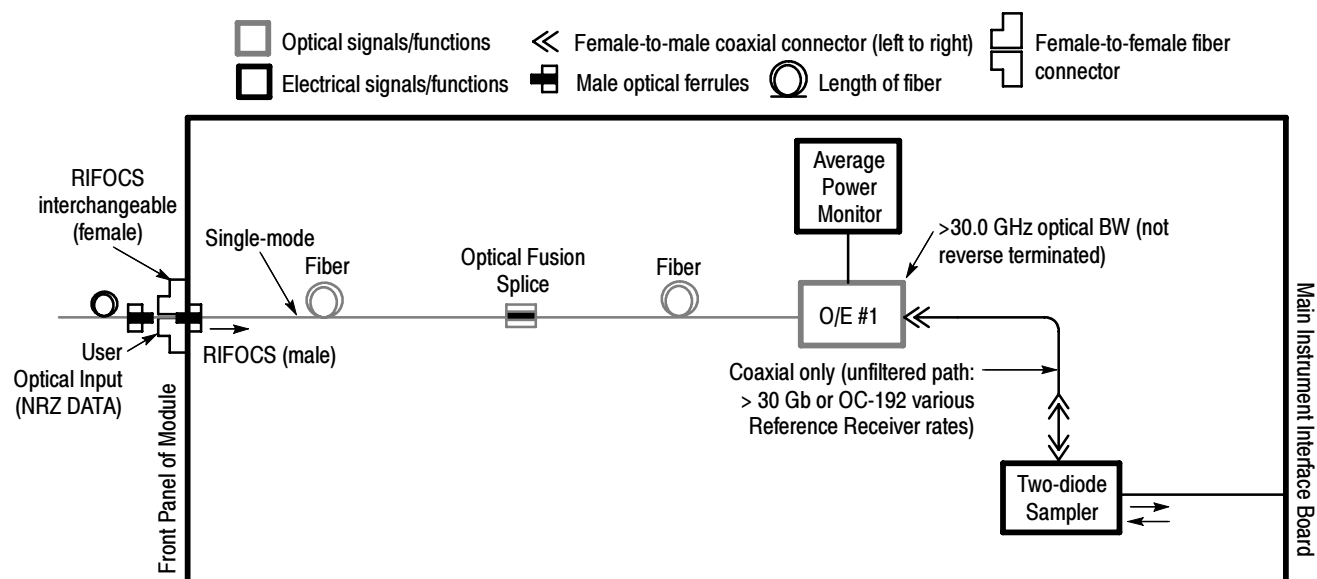 Optical signals/functions
Female-to-male coaxial connector (left to right)
Female-to-female fiber
connector
Electrical signals/functions
Male optical ferrules
Length of fiber
RIFOCS
interchangeable
(female)
Single-mode
Fiber
Optical Fusion
Splice
Fiber
Average
Power
Monitor
>30.0 GHz optical BW (not
reverse terminated)
O/E #1
User
Optical Input
(NRZ DATA)
RIFOCS (male)
Coaxial only (unfiltered path:
> 30 Gb or OC-192 various
Reference Receiver rates)
Two-diode
Sampler
Front Panel of Module
Main Instrument Interface Board